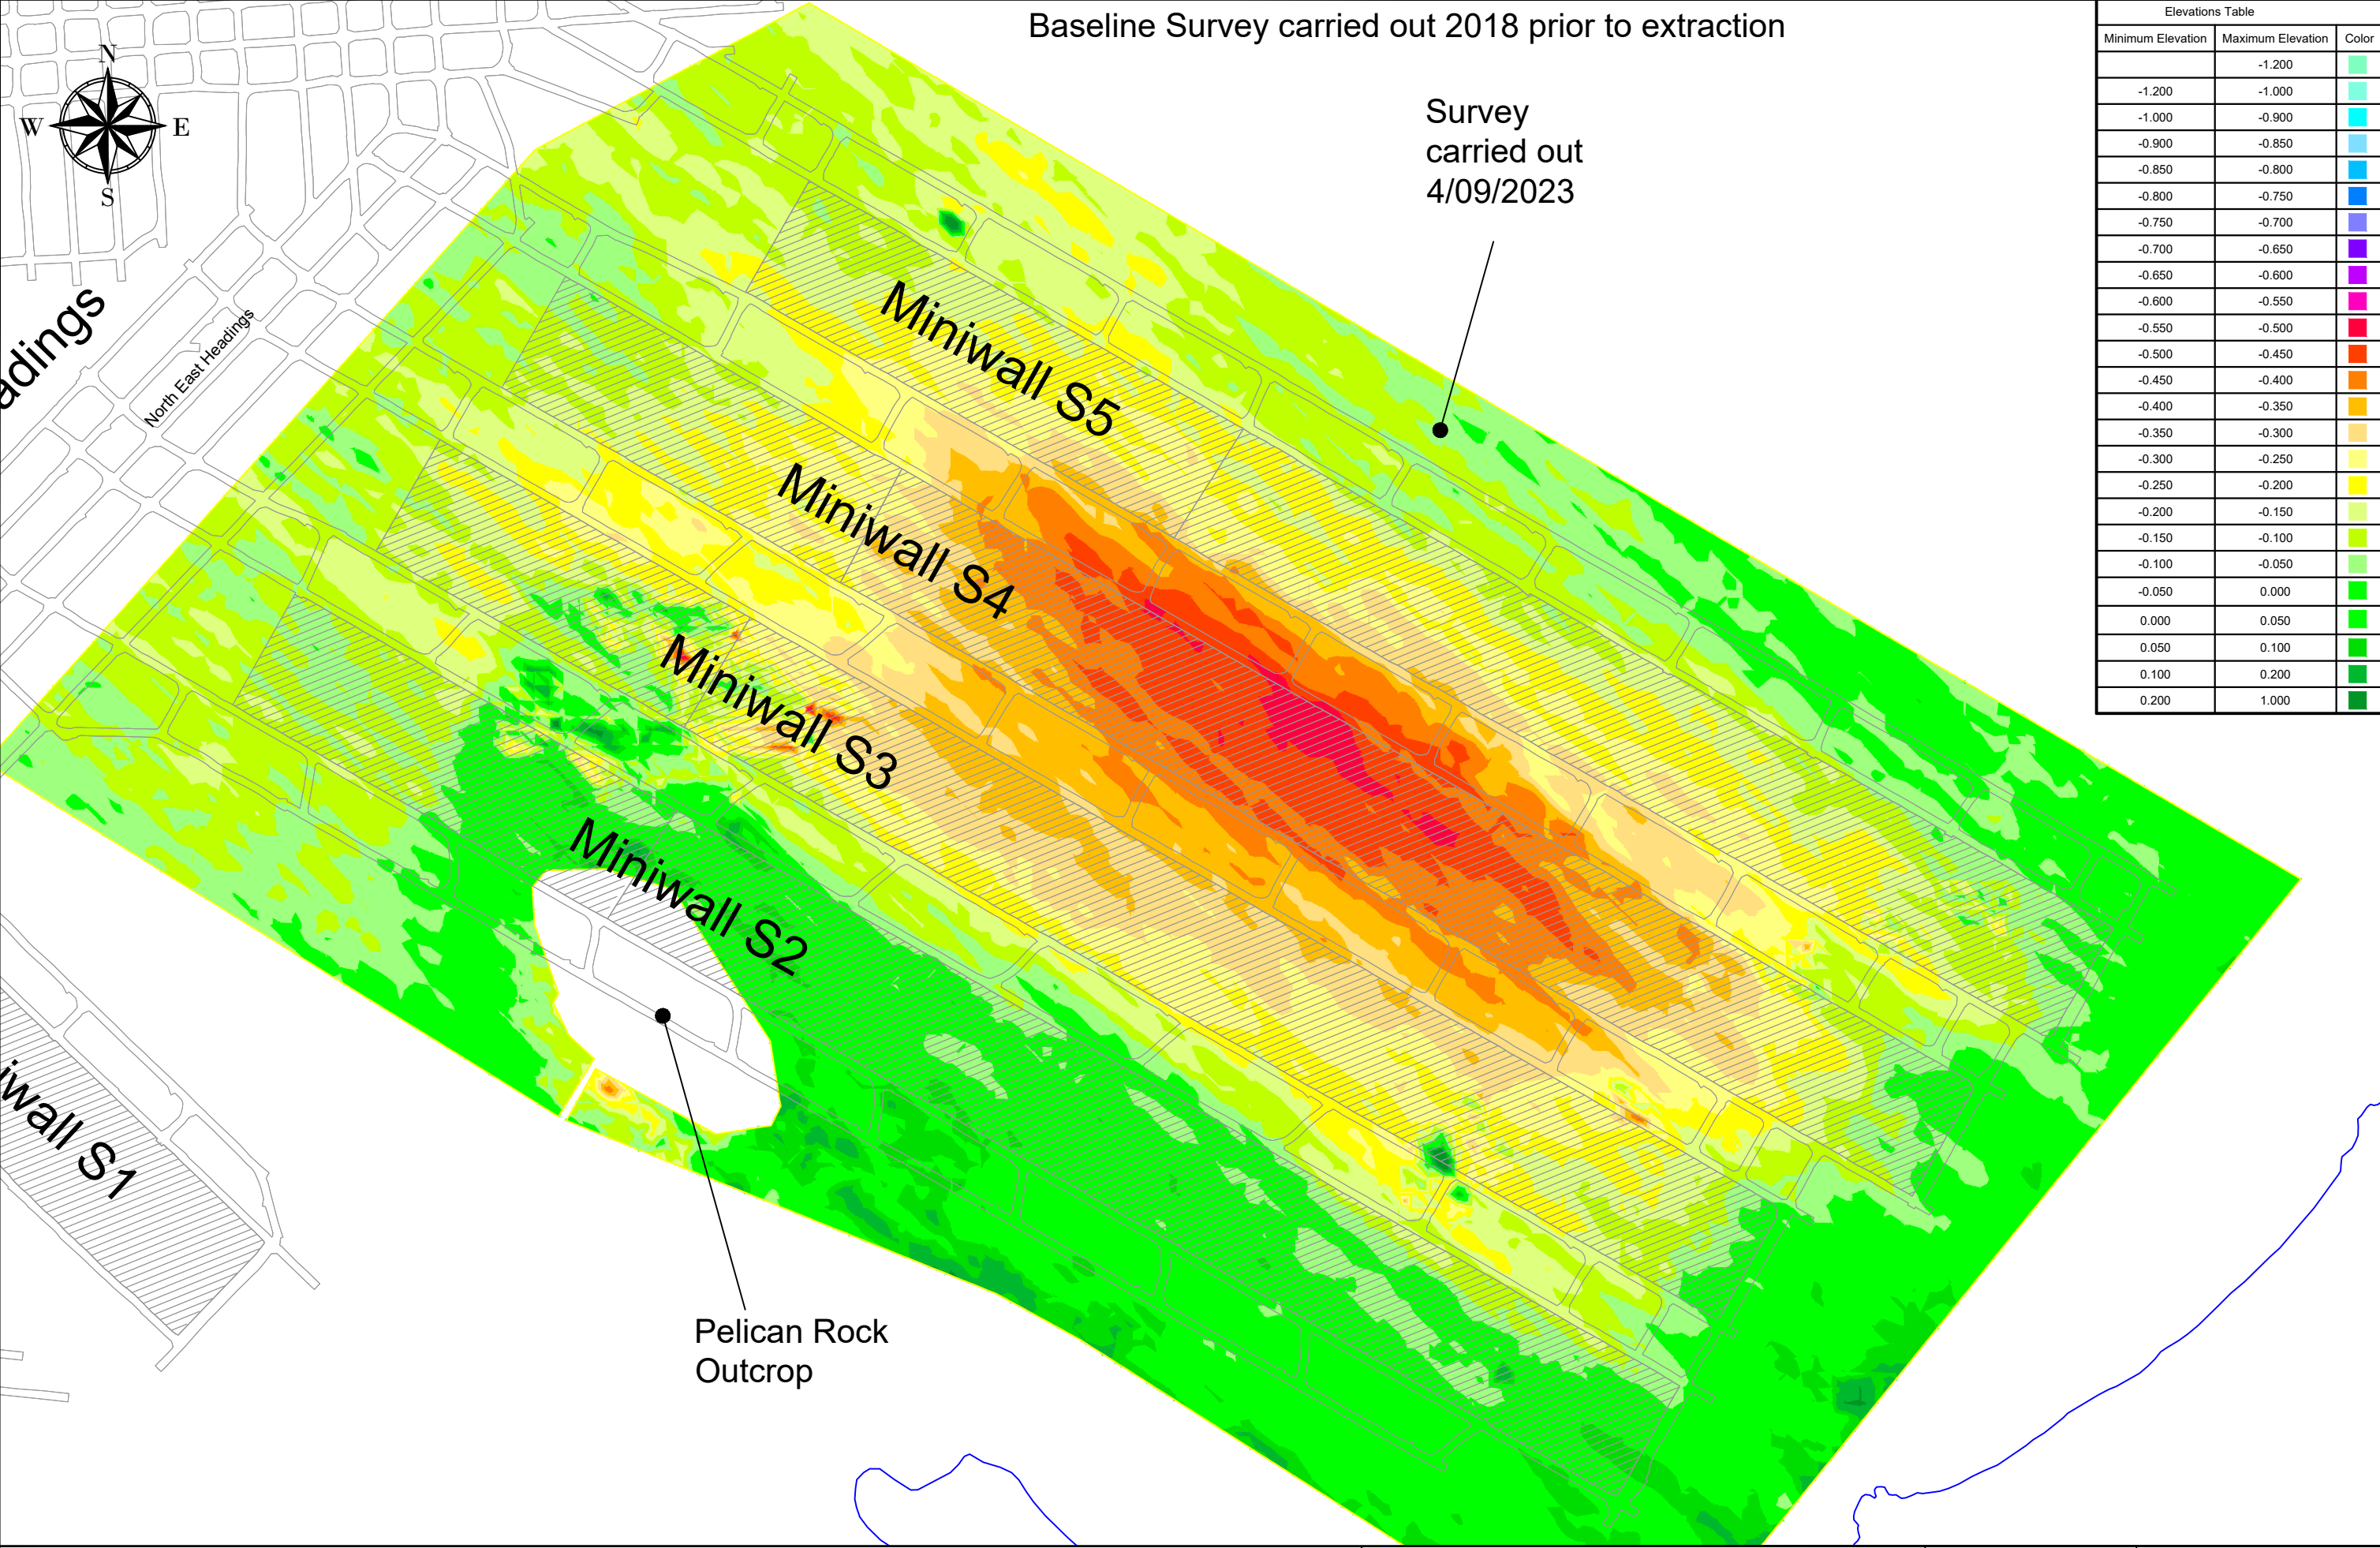 Baseline Survey carried out 2018 prior to extraction
N
W
E
S
Survey
carried out
4/09/2023
adings
North East Headings
Miniwall S5
Miniwall S4
Miniwall S3
Miniwall S2
iwall S1
Pelican Rock
Outcrop
Elevations Table
Minimum Elevation Maximum Elevation Color
-1.200
-1.200 -1.000
-1.000 -0.900
-0.900 -0.850
-0.850 -0.800
-0.800 -0.750
-0.750 -0.700
-0.700 -0.650
-0.650 -0.600
-0.600 -0.550
-0.550 -0.500
-0.500 -0.450
-0.450 -0.400
-0.400 -0.350
-0.350 -0.300
-0.300 -0.250
-0.250 -0.200
-0.200 -0.150
-0.150 -0.100
-0.100 -0.050
-0.050 0.000
0.000 0.050
0.050 0.100
0.100 0.200
0.200 1.000